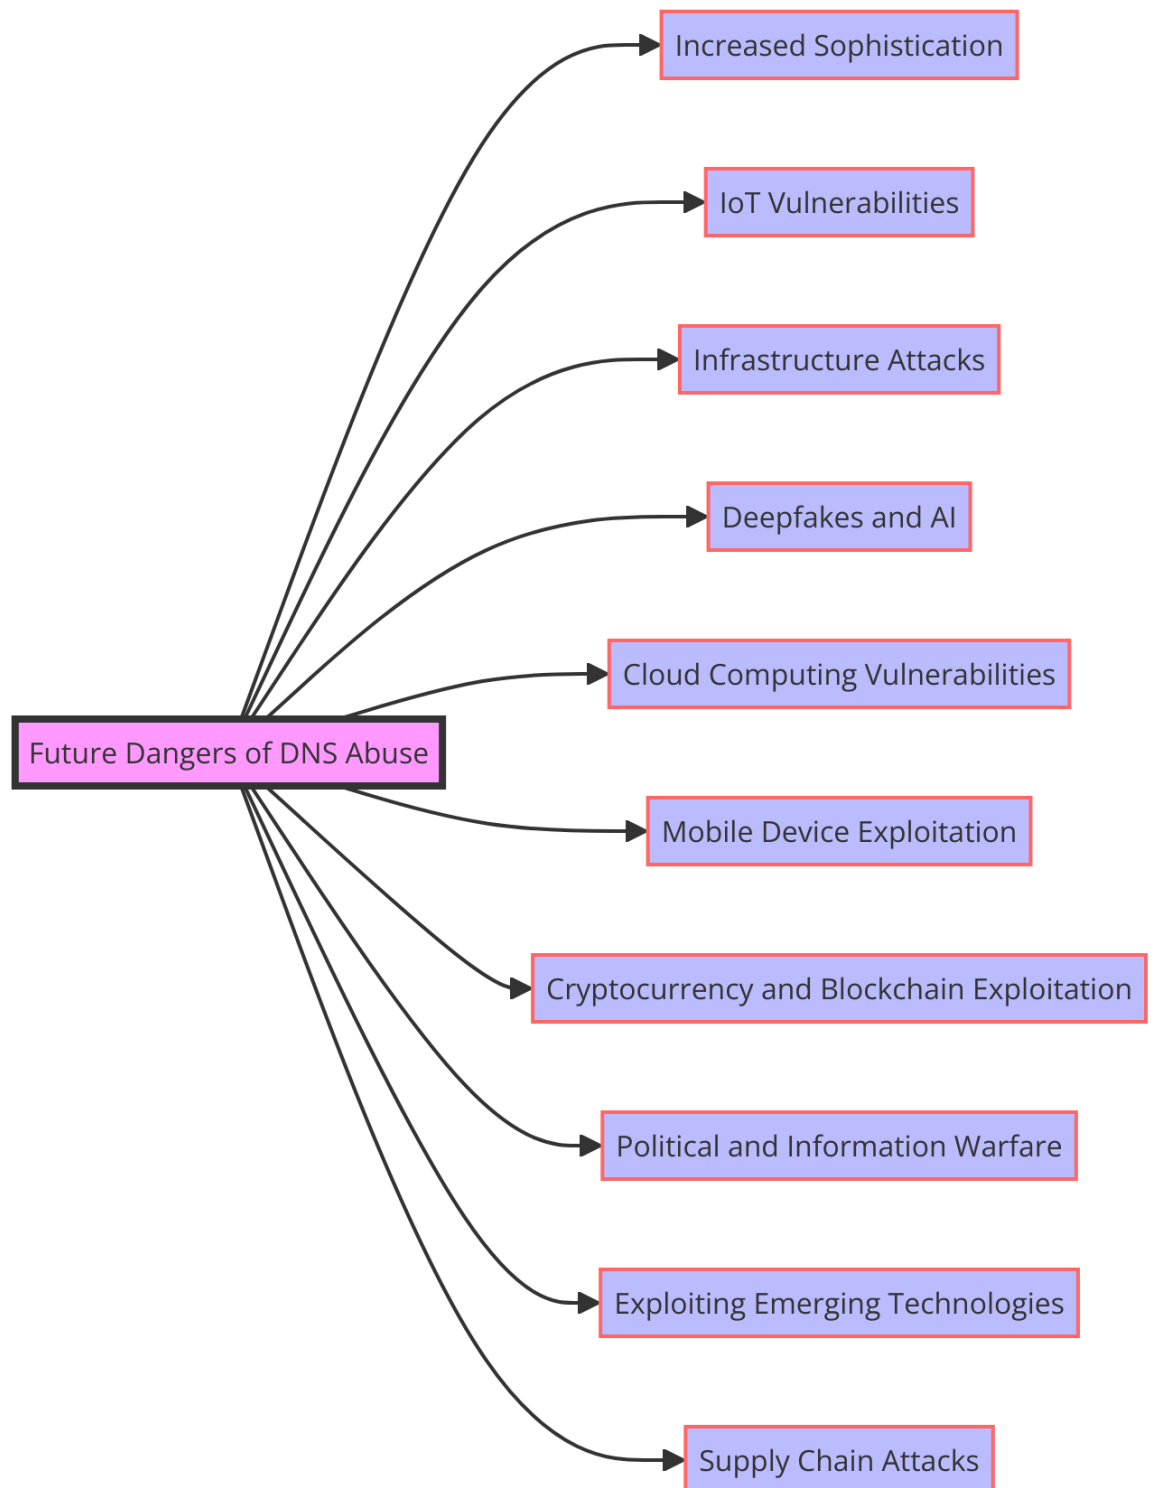 Increased Sophistication
IoT Vulnerabilities
Infrastructure Attacks
Deepfakes and AI
Cloud Computing Vulnerabilities
Future Dangers of DNS Abuse
Mobile Device Exploitation
Cryptocurrency and Blockchain Exploitation
Political and Information Warfare
Exploiting Emerging Technologies
Supply Chain Attacks